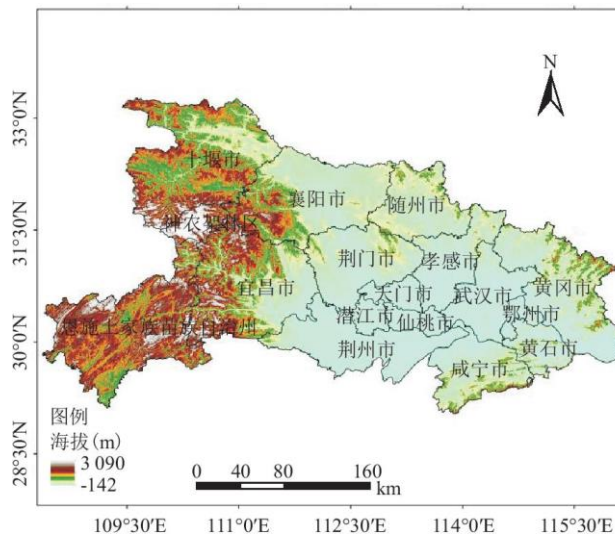 N
33°0′N
31°30′N
30°0′N
28°30′N
十堰市
襄阳市
随州市
神农架林区
荆门市
孝感市
宜昌市
天门市
武汉市
黄冈市
潜江市
仙桃市
鄂州市
恩施土家族苗族自治州
荆州市
黄石市
咸宁市
图例
海拔(m)
3 090
-142
0 40 80 160
km
109°30′E 111°0′E 112°30′E 114°0′E 115°30′E